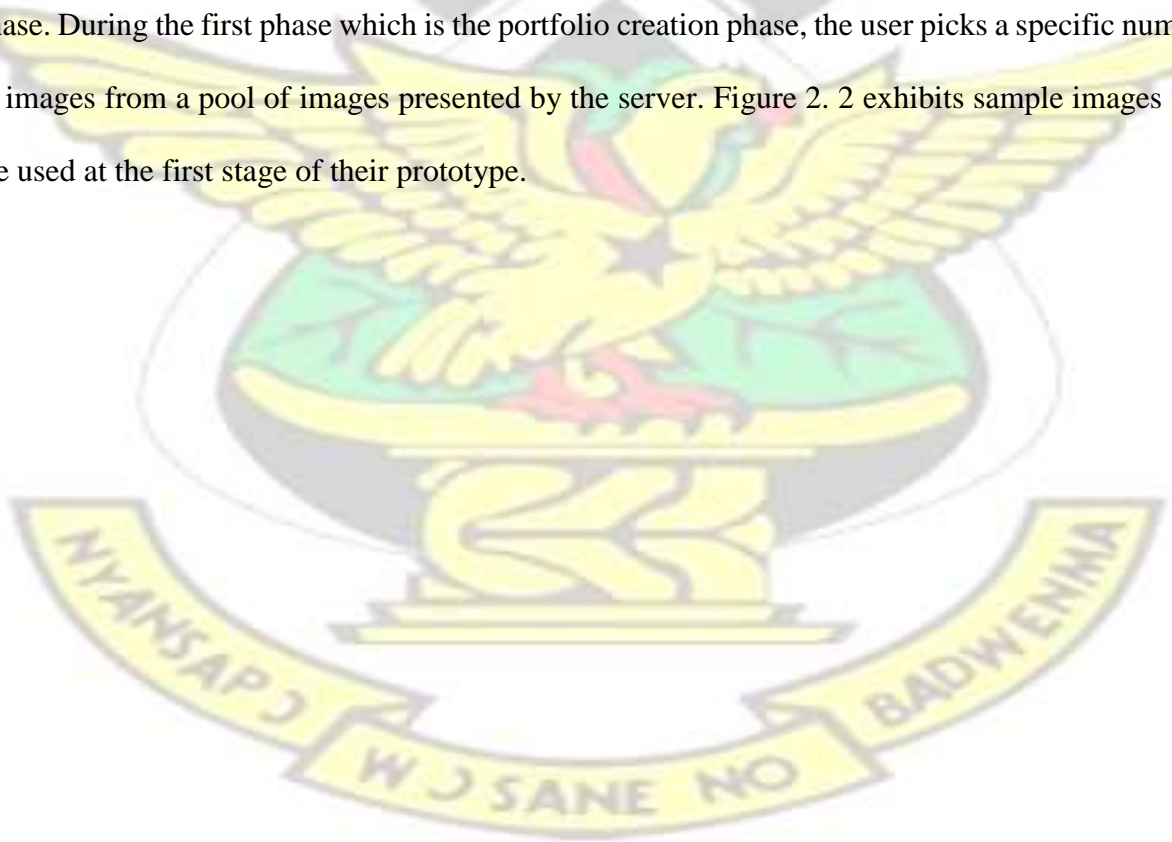 ase. During the first phase which is the portfolio creation phase, the user picks a specific num
images from a pool of images presented by the server. Figure 2. 2 exhibits sample images
e used at the first stage of their prototype.
NYANSAPƆ
WƆSANE NO
BADWENMA